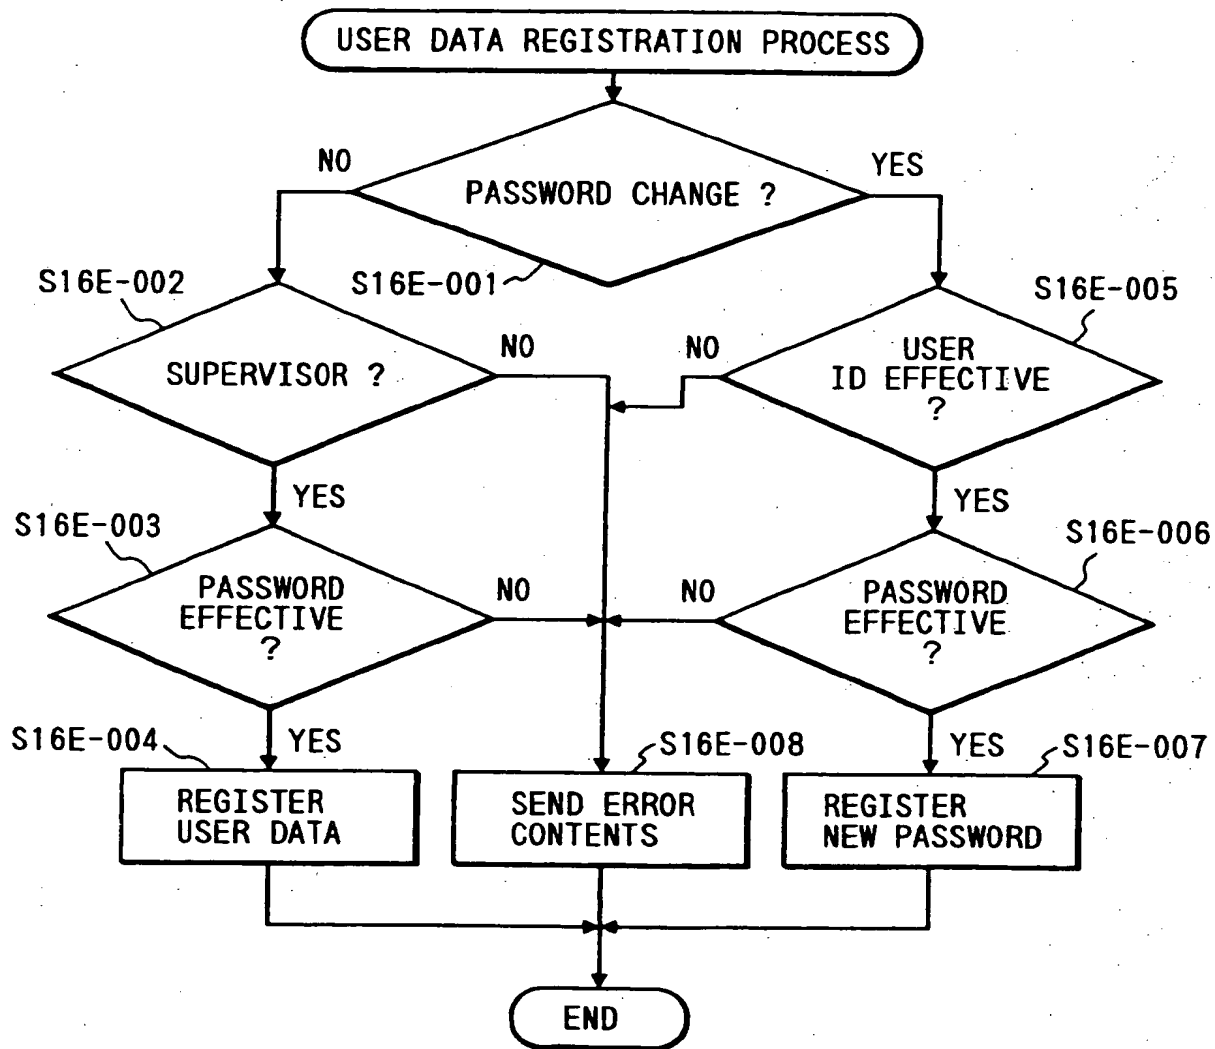 USER DATA REGISTRATION PROCESS
NO
YES
PASSWORD CHANGE ?
S16E-001
S16E-002
S16E-005
SUPERVISOR ?
NO
NO
USER
ID EFFECTIVE
?
YES
YES
S16E-003
S16E-006
PASSWORD
EFFECTIVE
?
NO
NO
PASSWORD
EFFECTIVE
?
S16E-004
YES
S16E-008
YES
S16E-007
REGISTER
USER DATA
SEND ERROR
CONTENTS
REGISTER
NEW PASSWORD
END